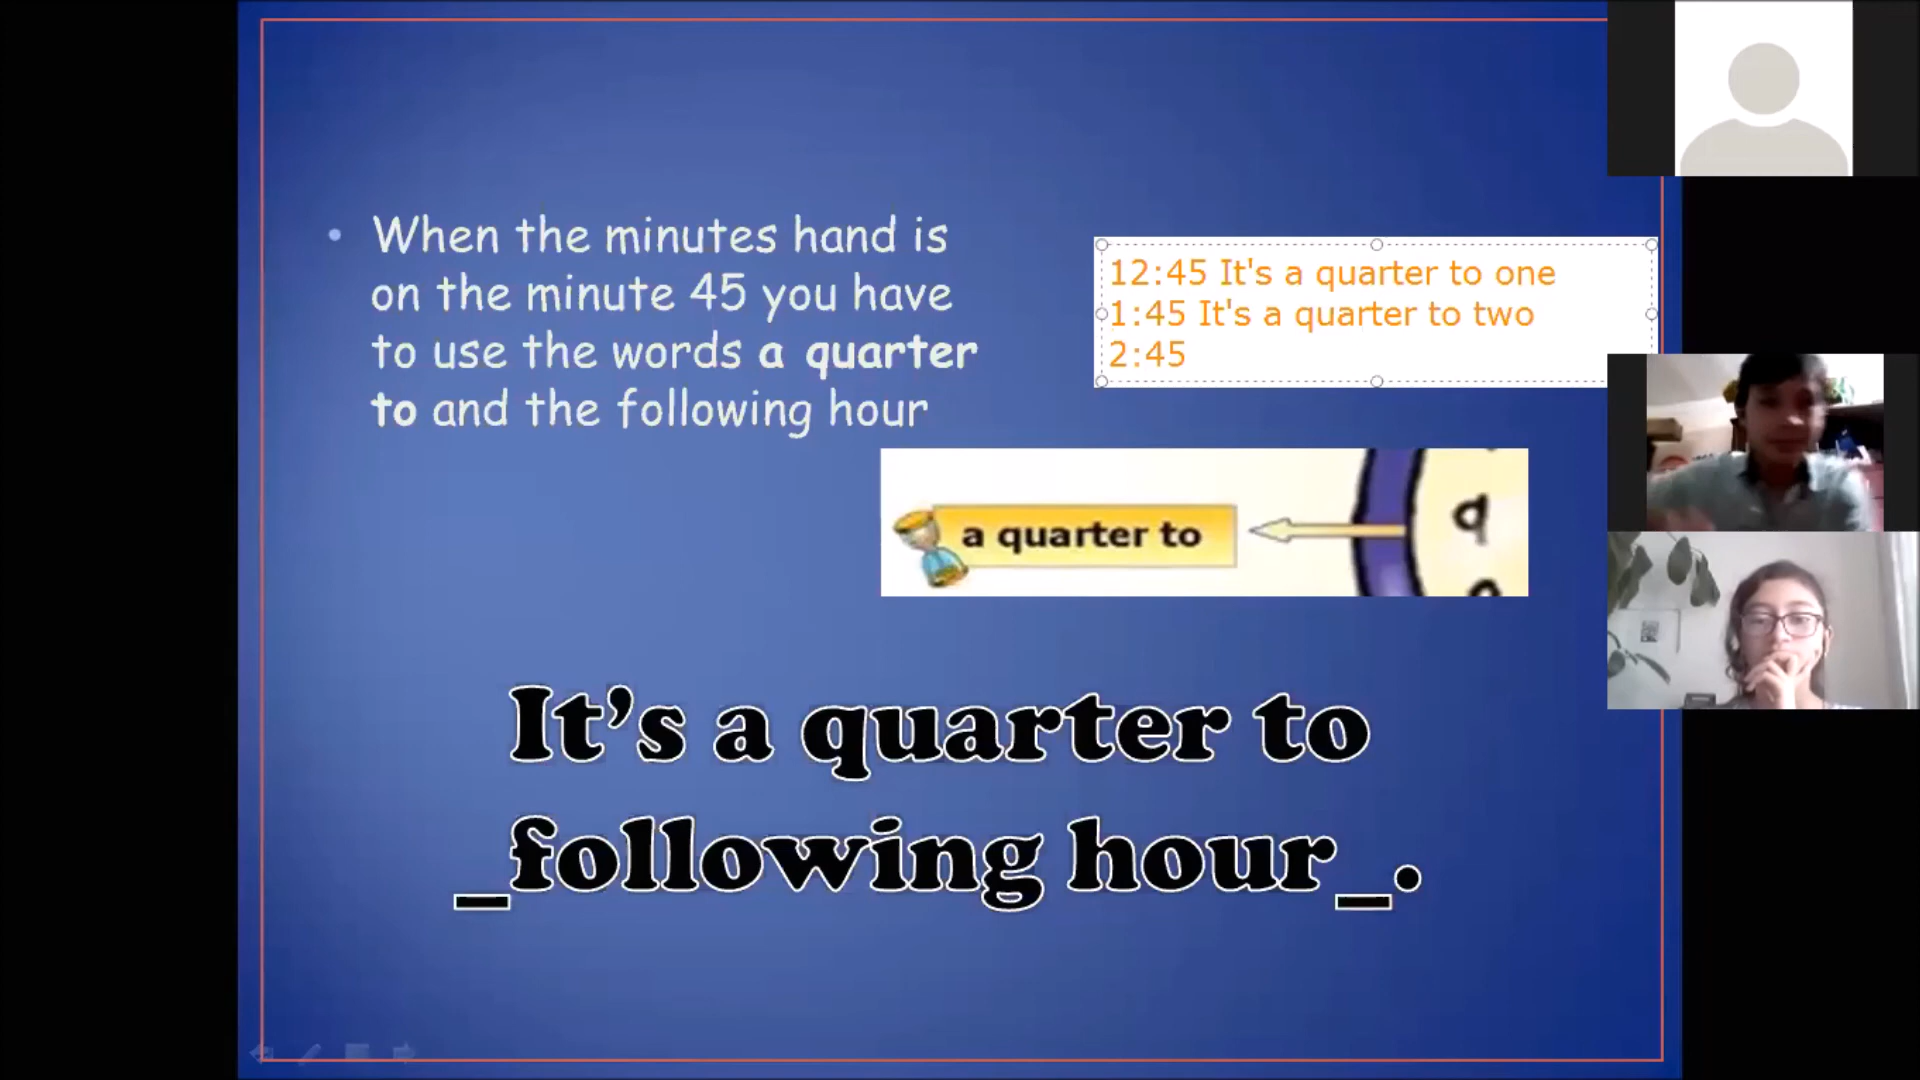 When the minutes hand is
on the minute 45 you have
to use the words a quarter
to and the following hour
12:45 It's a quarter to one
1:45 It's a quarter to two
2:45
a quarter to
9
It's a quarter to
_following hour_.